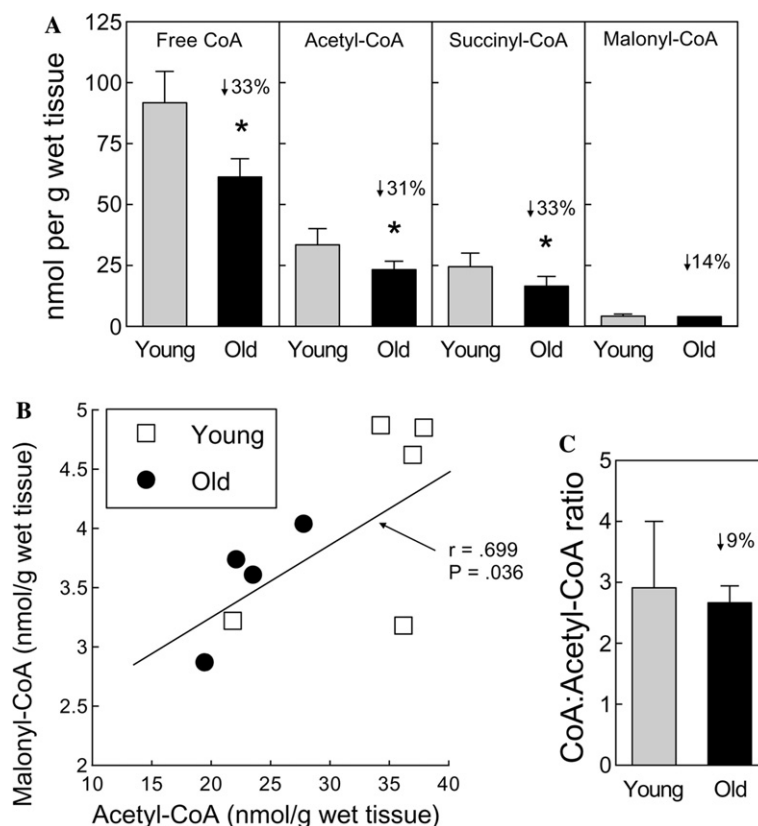 A
nmol per g wet tissue
125
100
75
50
25
0
Free CoA
Acetyl-CoA
Succinyl-CoA
Malonyl-CoA
↓33%
*
↓31%
*
↓33%
*
↓14%
Young Old Young Old Young Old Young Old
B
Malonyl-CoA (nmol/g wet tissue)
5
4.5
4
3.5
3
2.5
2
Young
Old
r = .699
P = .036
10 15 20 25 30 35 40
Acetyl-CoA (nmol/g wet tissue)
C
CoA:Acetyl-CoA ratio
5
4
3
2
1
0
↓9%
Young Old